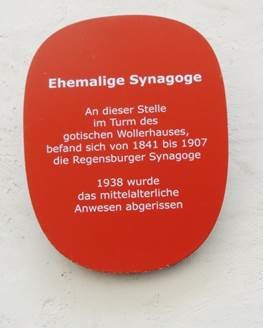 Ehemalige Synagoge
An dieser Stelle
im Turm des
gotischen Wollerhauses,
befand sich von 1841 bis 1907
die Regensburger Synagoge
1938 wurde
das mittelalterliche
Anwesen abgerissen